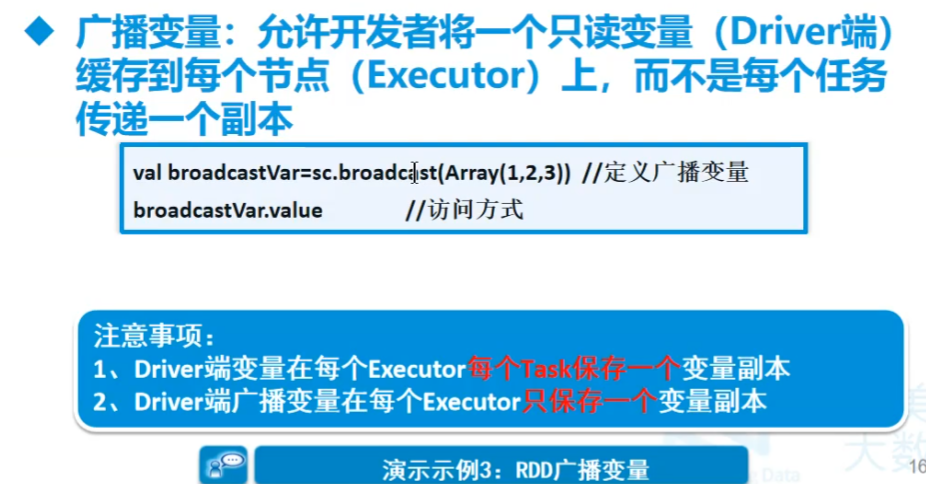 广播变量：允许开发者将一个只读变量（Driver端）
缓存到每个节点（Executor）上，而不是每个任务
传递一个副本
val broadcastVar=sc.broadcast(Array(1,2,3)) //定义广播变量
broadcastVar.value //访问方式
注意事项：
1、Driver端变量在每个Executor每个Task保存一个变量副本
2、Driver端广播变量在每个Executor只保存一个变量副本
美
大数
Data
演示示例3：RDD广播变量
16